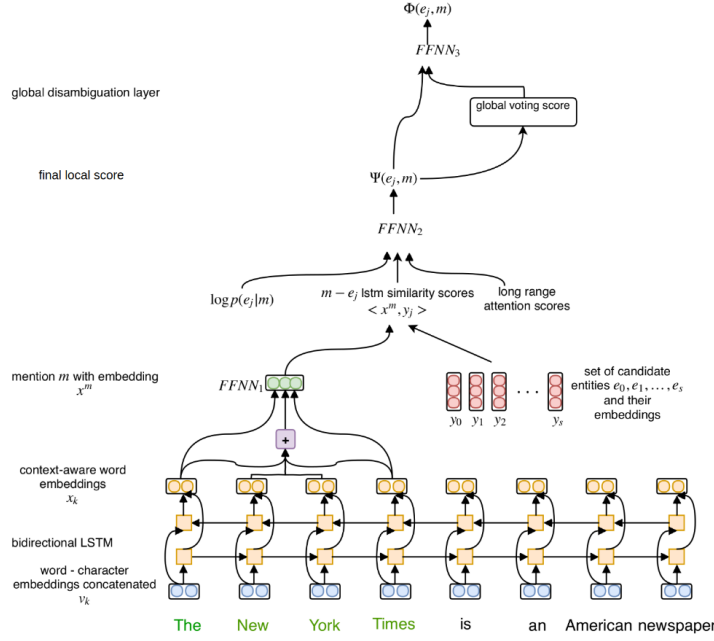 Φ(e_j, m)
FFNN_3
global disambiguation layer
global voting score
final local score
Ψ(e_j, m)
FFNN_2
log p(e_j|m)
m − e_j lstm similarity scores
< x^m, y_j >
long range
attention scores
mention m with embedding
x^m
FFNN_1
set of candidate
entities e_0, e_1, . . . , e_s
and their
embeddings
y_0 y_1 y_2 · · · y_s
+
context-aware word
embeddings
x_k
bidirectional LSTM
word - character
embeddings concatenated
v_k
The New York Times is an American newspaper